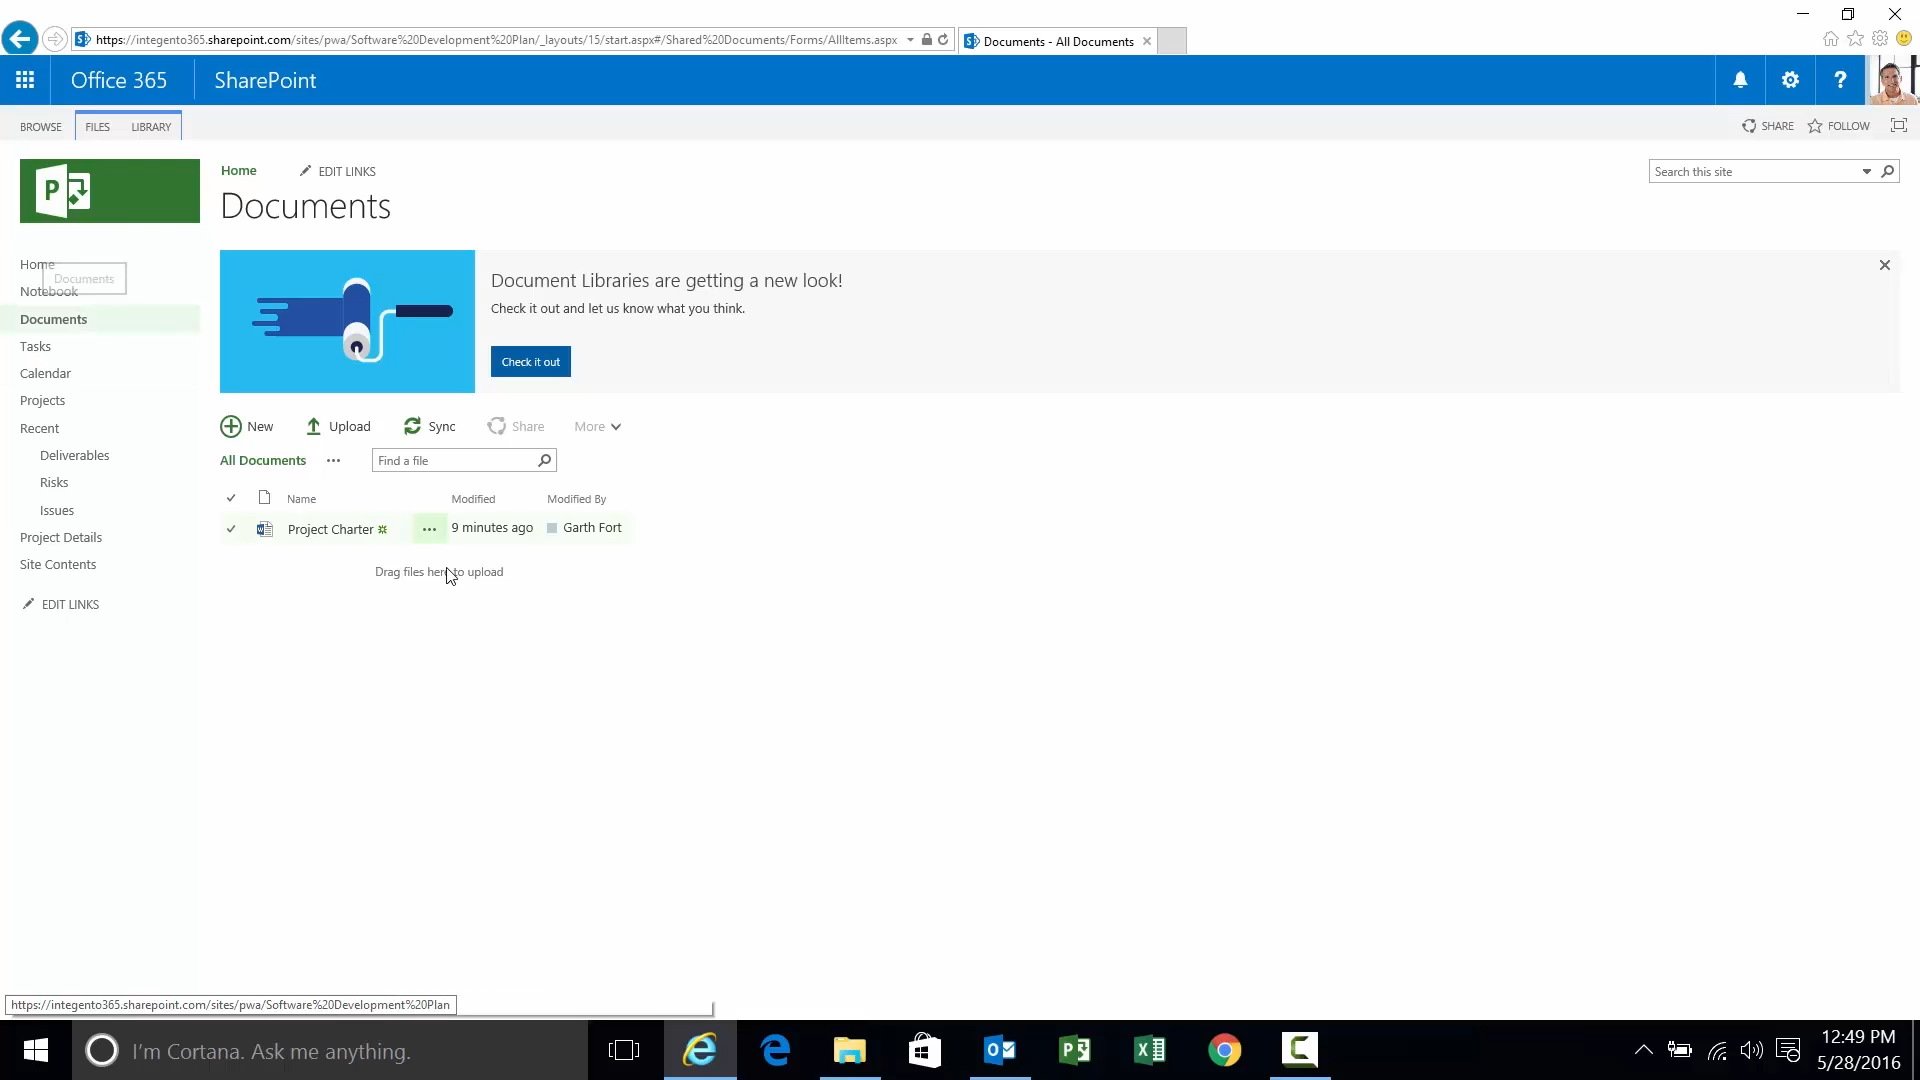 https://integento365.sharepoint.com/sites/pwa/Software%20Development%20Plan/_layouts/15/start.aspx#/Shared%20Documents/Forms/AllItems.aspx
Documents - All Documents
Office 365
SharePoint
BROWSE
FILES
LIBRARY
SHARE
FOLLOW
Home
EDIT LINKS
Search this site
Documents
Home
Documents
Notebook
Documents
Tasks
Calendar
Projects
Recent
Deliverables
Risks
Issues
Project Details
Site Contents
EDIT LINKS
Document Libraries are getting a new look!
Check it out and let us know what you think.
Check it out
New
Upload
Sync
Share
More
All Documents
Find a file
Name
Modified
Modified By
Project Charter
9 minutes ago
Garth Fort
Drag files here to upload
https://integento365.sharepoint.com/sites/pwa/Software%20Development%20Plan
I'm Cortana. Ask me anything.
12:49 PM
5/28/2016